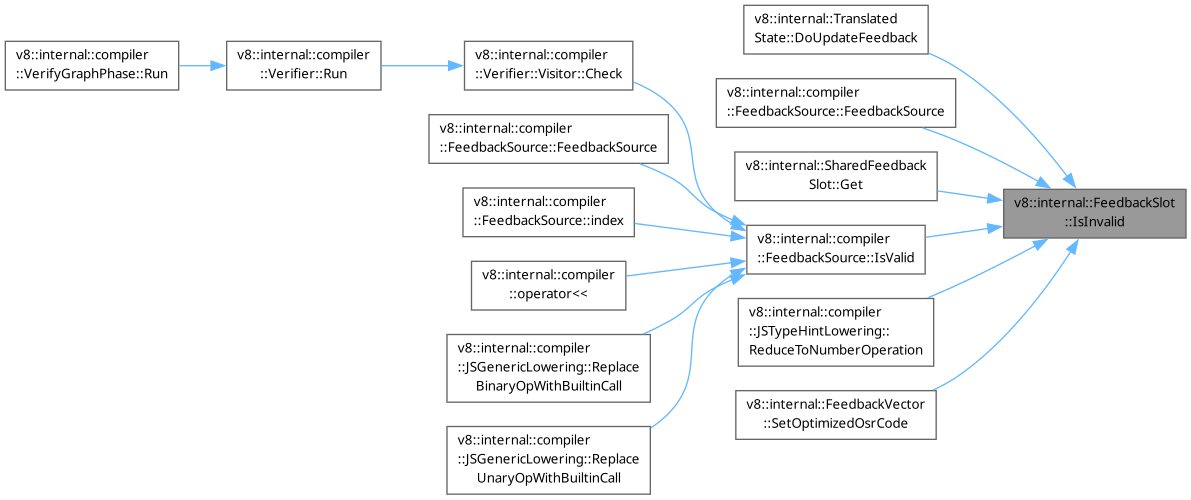 v8::internal::compiler
::VerifyGraphPhase::Run
v8::internal::compiler
::Verifier::Run
v8::internal::compiler
::Verifier::Visitor::Check
v8::internal::compiler
::FeedbackSource::FeedbackSource
v8::internal::compiler
::FeedbackSource::index
v8::internal::compiler
::operator<<
v8::internal::compiler
::JSGenericLowering::Replace
BinaryOpWithBuiltinCall
v8::internal::compiler
::JSGenericLowering::Replace
UnaryOpWithBuiltinCall
v8::internal::Translated
State::DoUpdateFeedback
v8::internal::compiler
::FeedbackSource::FeedbackSource
v8::internal::SharedFeedback
Slot::Get
v8::internal::compiler
::FeedbackSource::IsValid
v8::internal::compiler
::JSTypeHintLowering::
ReduceToNumberOperation
v8::internal::FeedbackVector
::SetOptimizedOsrCode
v8::internal::FeedbackSlot
::IsInvalid